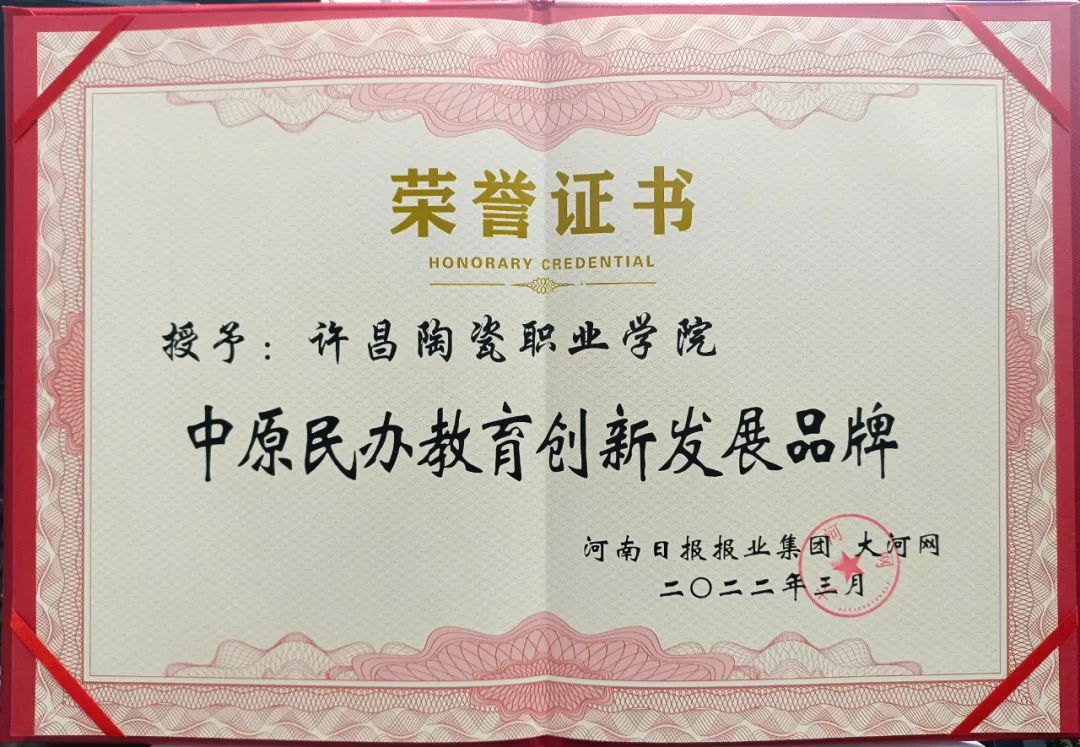 荣誉证书
HONORARY CREDENTIAL
授予：许昌陶瓷职业学院
中原民办教育创新发展品牌
河南日报报业集团 大河网
二〇二二年三月